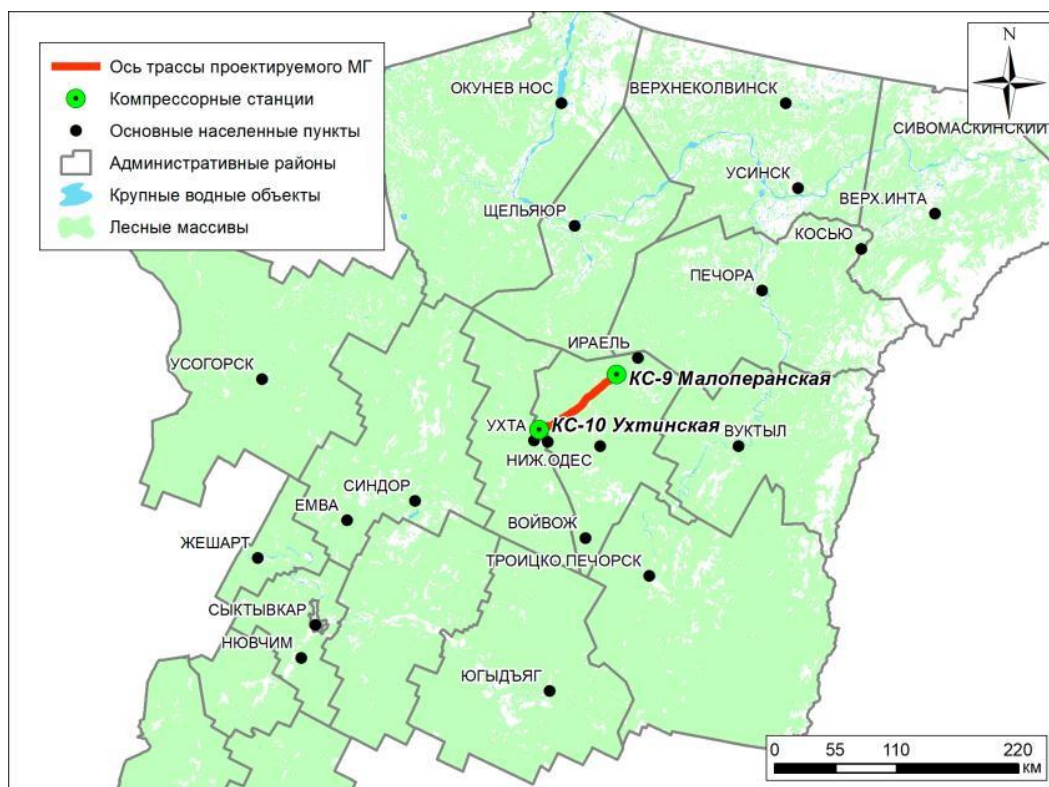 N
Ось трассы проектируемого МГ
Компрессорные станции
Основные населенные пункты
Административные районы
Крупные водные объекты
Лесные массивы
ОКУНЕВ НОС
ВЕРХНЕКОЛВИНСК
СИВОМАСКИНСКИЙ
УСИНСК
ВЕРХ.ИНТА
ЩЕЛЬЯЮР
КОСЬЮ
ПЕЧОРА
ИРАЕЛЬ
УСОГОРСК
КС-9 Малоперанская
УХТА
КС-10 Ухтинская
ВУКТЫЛ
НИЖ.ОДЕС
СИНДОР
ЕМВА
ВОЙВОЖ
ЖЕШАРТ
ТРОИЦКО.ПЕЧОРСК
СЫКТЫВКАР
НЮВЧИМ
ЮГЫДЪЯГ
0 55 110 220
КМ